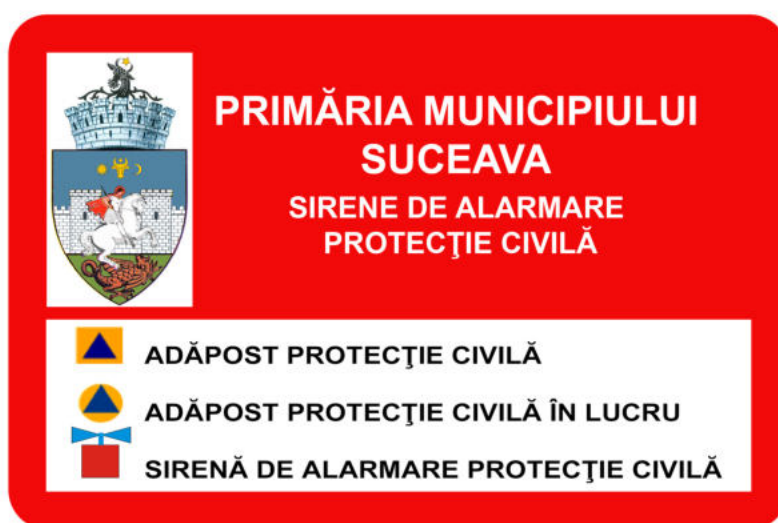 PRIMĂRIA MUNICIPIULUI
SUCEAVA
SIRENE DE ALARMARE
PROTECŢIE CIVILĂ
ADĂPOST PROTECŢIE CIVILĂ
ADĂPOST PROTECŢIE CIVILĂ ÎN LUCRU
SIRENĂ DE ALARMARE PROTECŢIE CIVILĂ